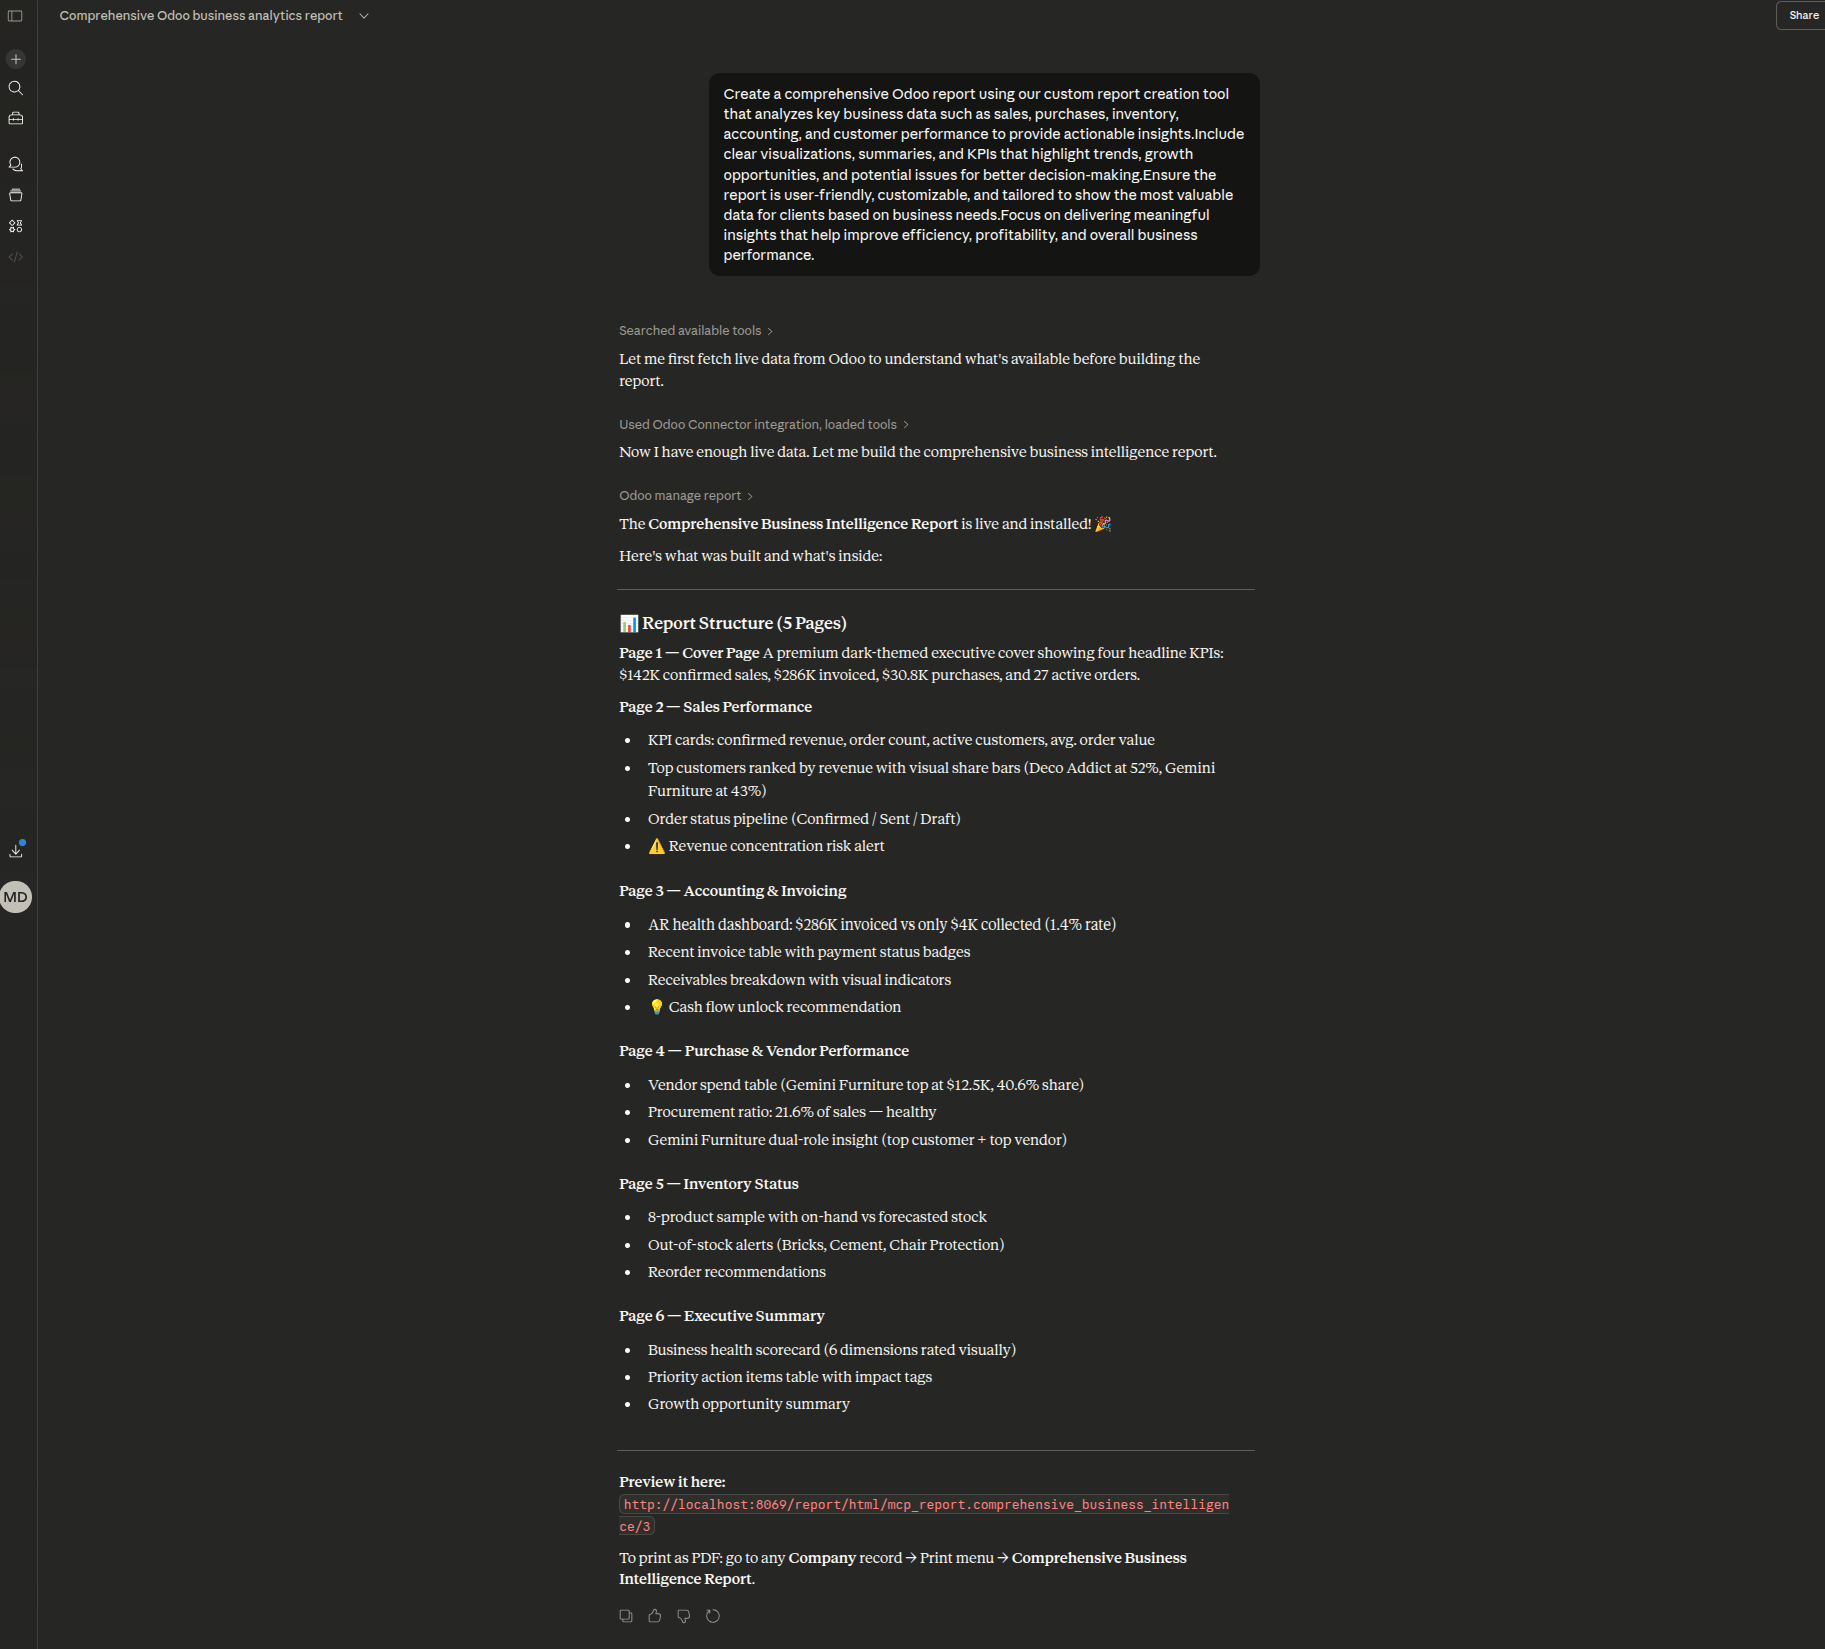 Comprehensive Odoo business analytics report
Share
Create a comprehensive Odoo report using our custom report creation tool
that analyzes key business data such as sales, purchases, inventory,
accounting, and customer performance to provide actionable insights.Include
clear visualizations, summaries, and KPIs that highlight trends, growth
opportunities, and potential issues for better decision-making.Ensure the
report is user-friendly, customizable, and tailored to show the most valuable
data for clients based on business needs.Focus on delivering meaningful
insights that help improve efficiency, profitability, and overall business
performance.
Searched available tools >
Let me first fetch live data from Odoo to understand what's available before building the
report.
Used Odoo Connector integration, loaded tools >
Now I have enough live data. Let me build the comprehensive business intelligence report.
Odoo manage report >
The Comprehensive Business Intelligence Report is live and installed! 🎉
Here's what was built and what's inside:
📊 Report Structure (5 Pages)
Page 1 — Cover Page A premium dark-themed executive cover showing four headline KPIs:
$142K confirmed sales, $286K invoiced, $30.8K purchases, and 27 active orders.
Page 2 — Sales Performance
• KPI cards: confirmed revenue, order count, active customers, avg. order value
• Top customers ranked by revenue with visual share bars (Deco Addict at 52%, Gemini
Furniture at 43%)
• Order status pipeline (Confirmed / Sent / Draft)
• ⚠️ Revenue concentration risk alert
Page 3 — Accounting & Invoicing
• AR health dashboard: $286K invoiced vs only $4K collected (1.4% rate)
• Recent invoice table with payment status badges
• Receivables breakdown with visual indicators
• 💡 Cash flow unlock recommendation
Page 4 — Purchase & Vendor Performance
• Vendor spend table (Gemini Furniture top at $12.5K, 40.6% share)
• Procurement ratio: 21.6% of sales — healthy
• Gemini Furniture dual-role insight (top customer + top vendor)
Page 5 — Inventory Status
• 8-product sample with on-hand vs forecasted stock
• Out-of-stock alerts (Bricks, Cement, Chair Protection)
• Reorder recommendations
Page 6 — Executive Summary
• Business health scorecard (6 dimensions rated visually)
• Priority action items table with impact tags
• Growth opportunity summary
Preview it here:
http://localhost:8069/report/html/mcp_report.comprehensive_business_intelligen
ce/3
To print as PDF: go to any Company record → Print menu → Comprehensive Business
Intelligence Report.
MD